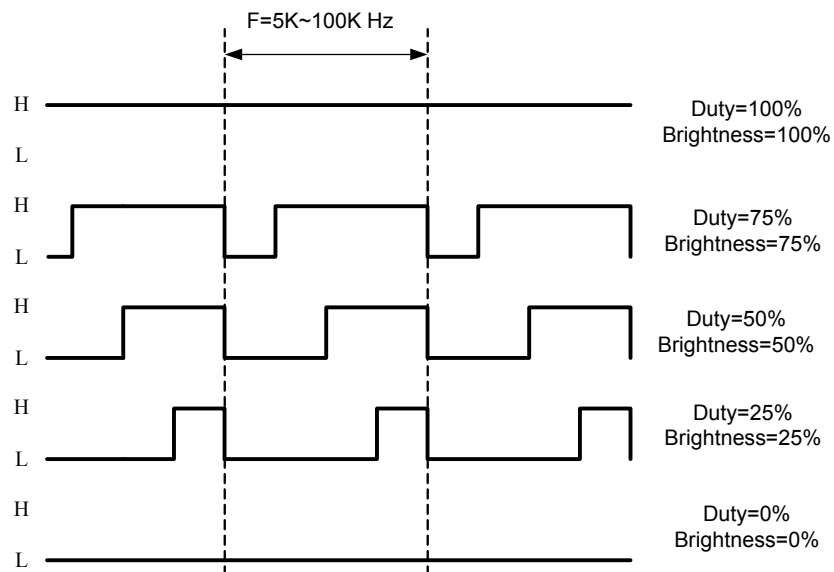 F=5K~100K Hz
H
L
Duty=100%
Brightness=100%
H
L
Duty=75%
Brightness=75%
H
L
Duty=50%
Brightness=50%
H
L
Duty=25%
Brightness=25%
H
L
Duty=0%
Brightness=0%